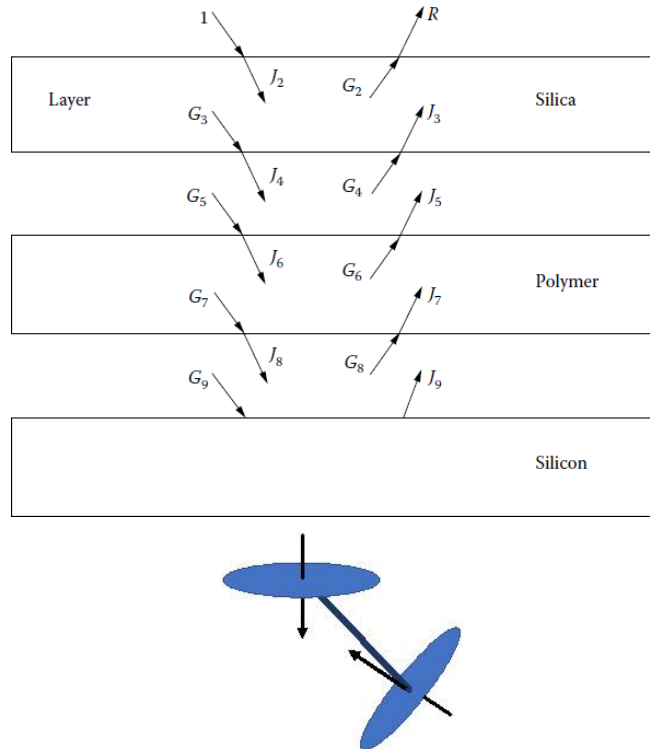 1 R
J2 G2
Layer Silica
G3 J3
J4 G4
G5 J5
J6 G6
Polymer
G7 J7
J8 G8
G9 J9
Silicon